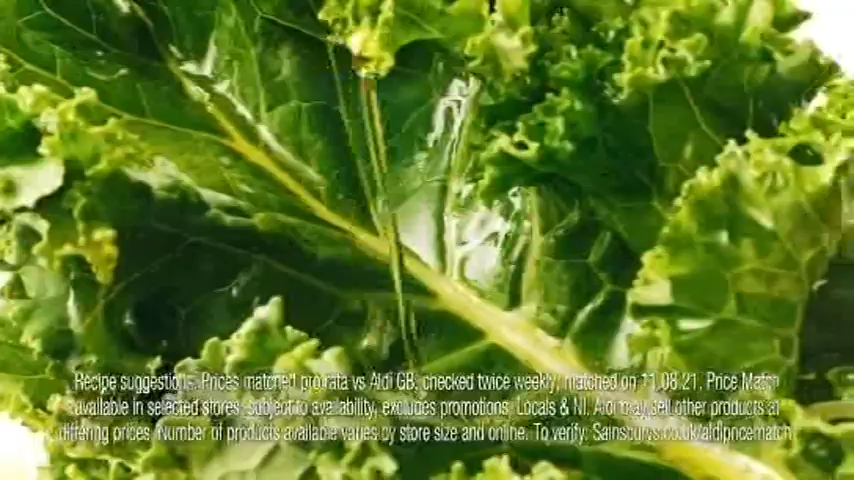 Recipe suggestion. Prices matched pro rata vs Aldi GB, checked twice weekly, matched on 11.08.21. Price Match
available in selected stores, subject to availability, excludes promotions, Locals & NI. Aldi may sell other products at
differing prices. Number of products available varies by store size and online. To verify: Sainsburys.co.uk/aldipricematch